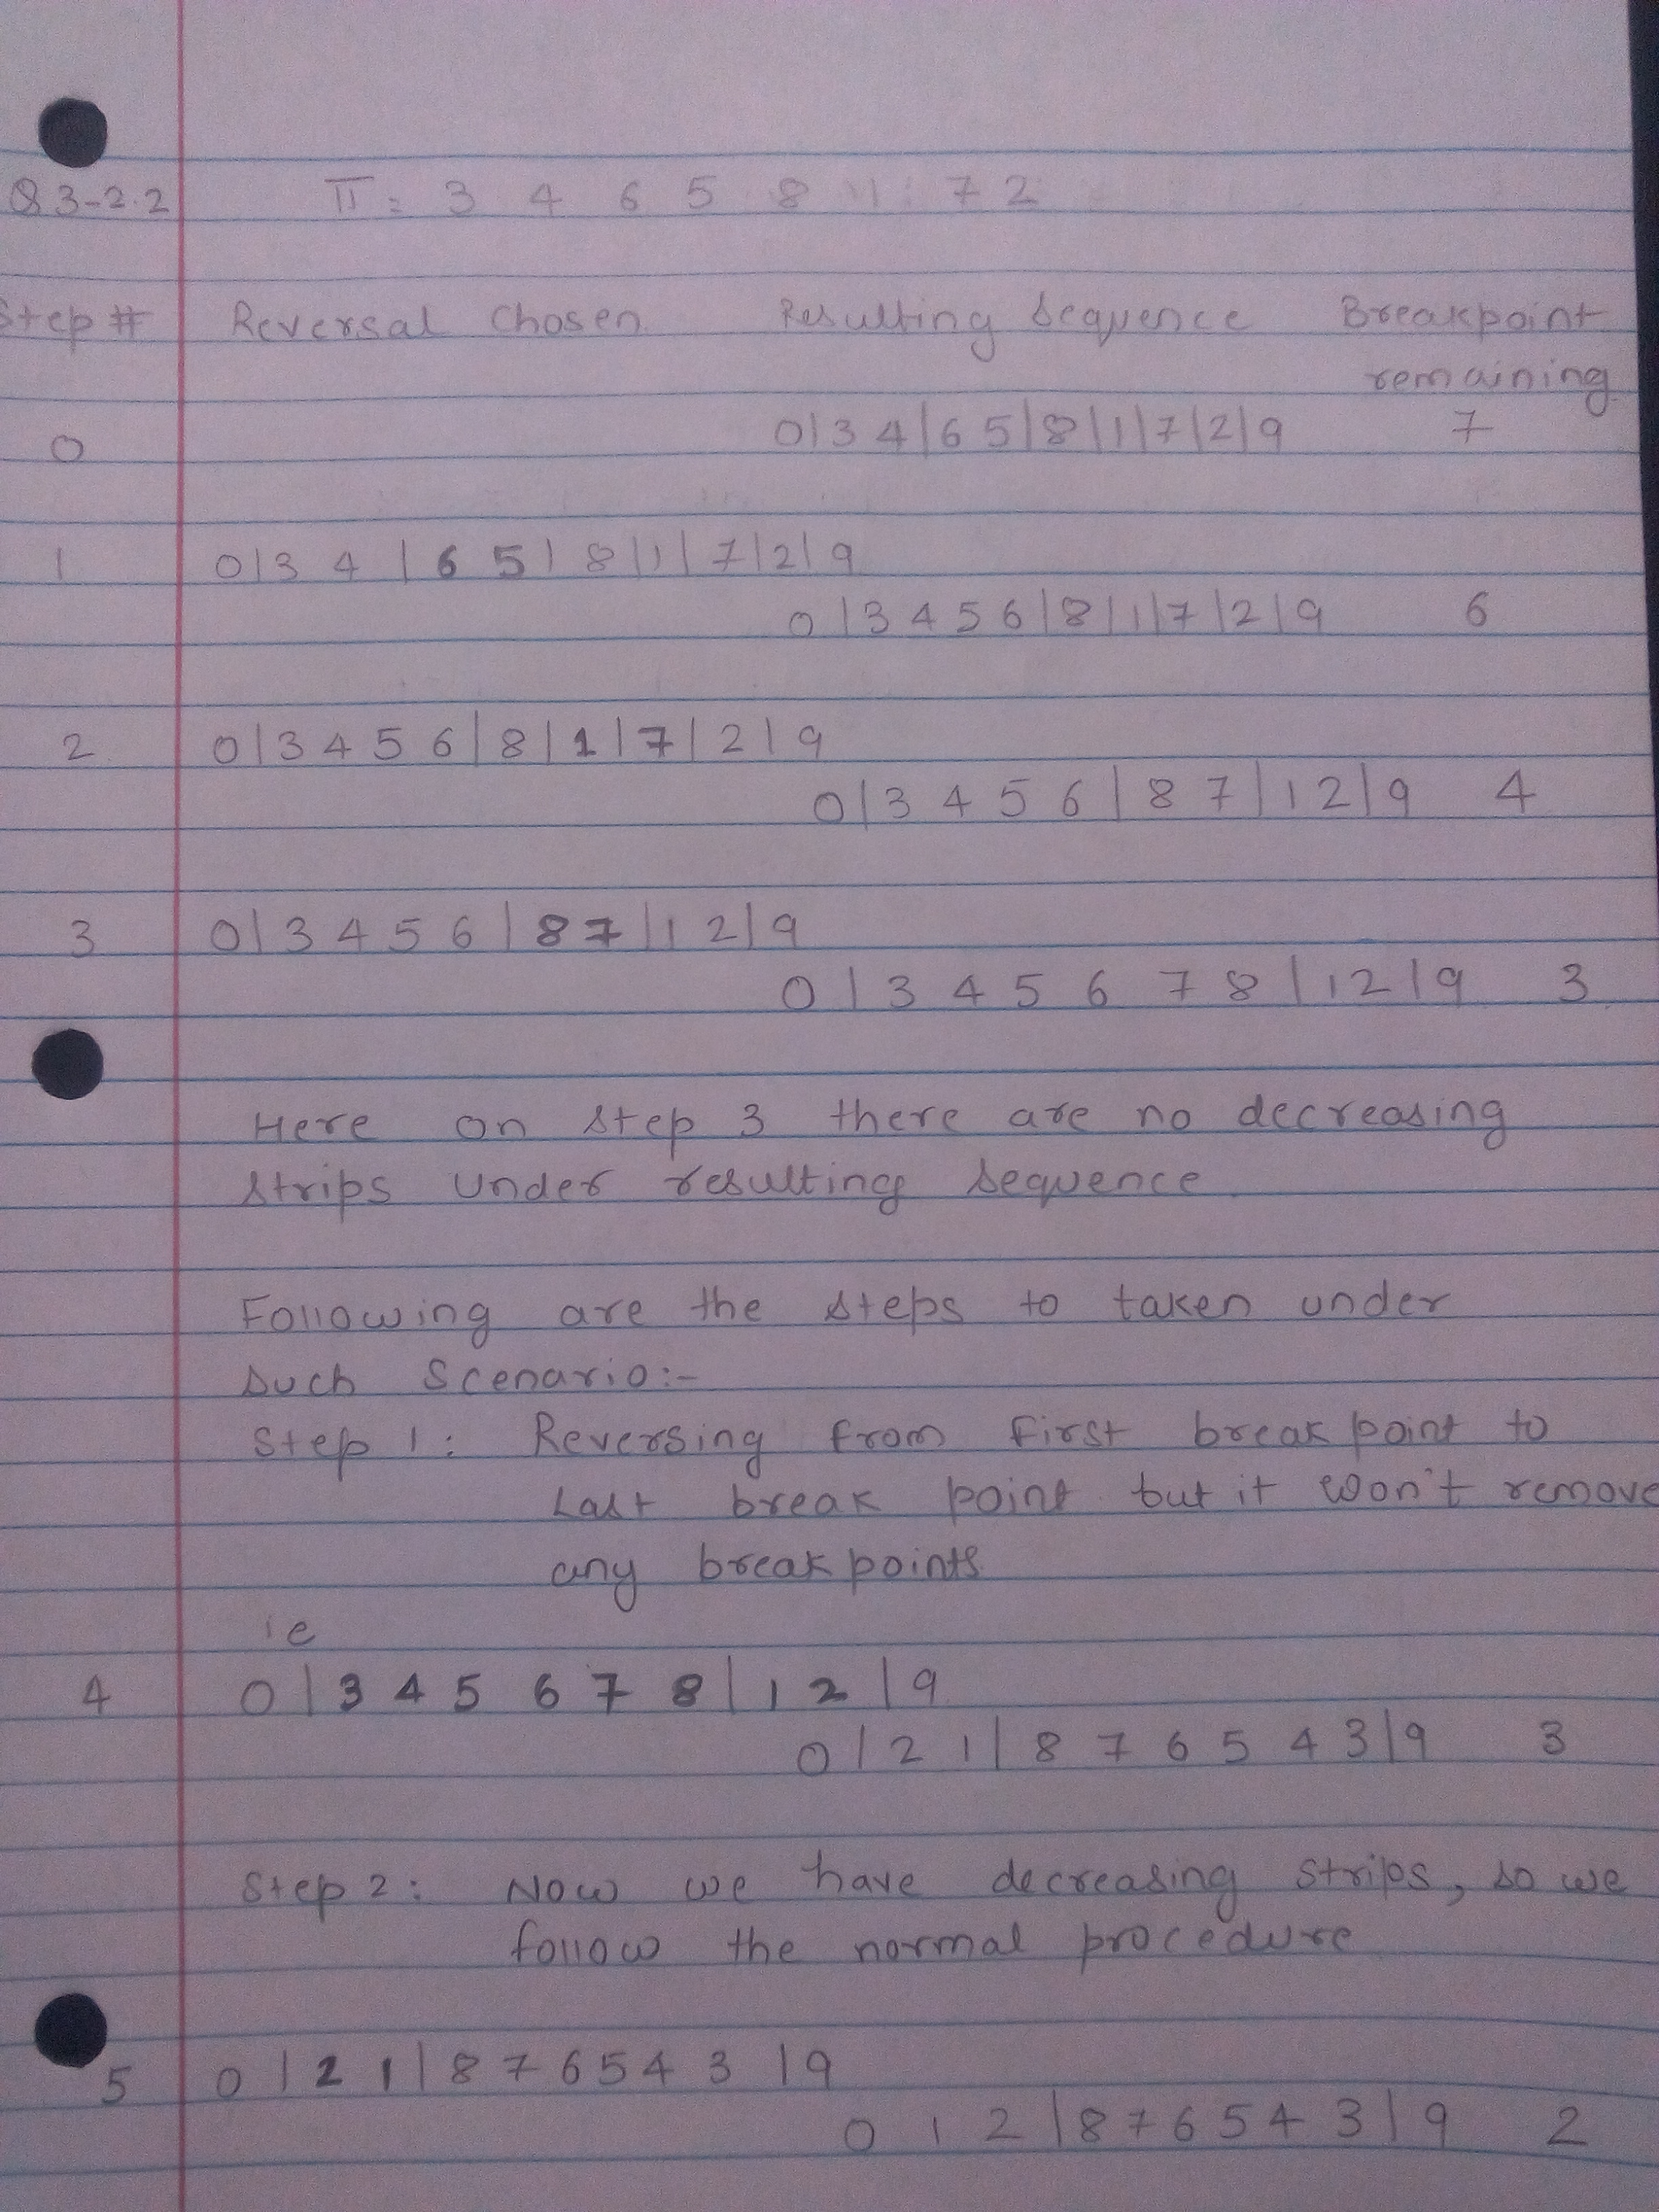 Q 3-2.2 π = 3 4 6 5 8 1 7 2
Step # Reversal Chosen Resulting Sequence Breakpoint
remaining
0 0|3 4|6 5|8|1|7|2|9 7
1 0|3 4|6 5|8|1|7|2|9
0|3 4 5 6|8|1|7|2|9 6
2 0|3 4 5 6|8|1|7|2|9
0|3 4 5 6|8 7|1 2|9 4
3 0|3 4 5 6|8 7|1 2|9
0|3 4 5 6 7 8|1 2|9 3
Here on step 3 there are no decreasing
strips under resulting sequence
Following are the steps to taken under
such Scenario:-
Step 1: Reversing from first break point to
Last break point but it won't remove
any break points
ie
4 0|3 4 5 6 7 8|1 2|9
0|2 1|8 7 6 5 4 3|9 3
Step 2: Now we have decreasing strips, so we
follow the normal procedure
5 0|2 1|8 7 6 5 4 3|9
0 1 2|8 7 6 5 4 3|9 2